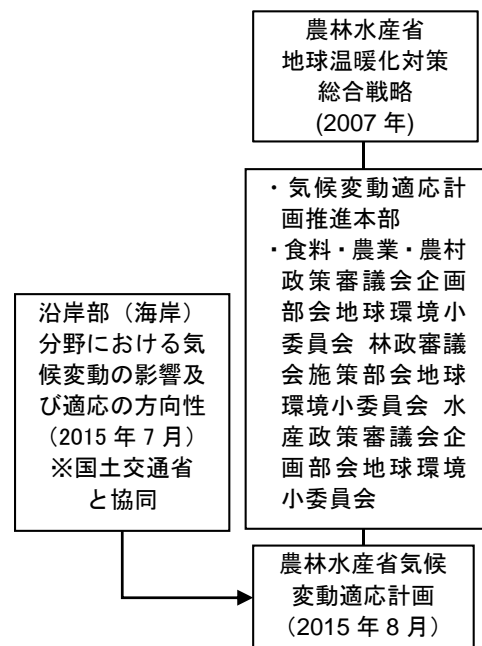 農林水産省
地球温暖化対策
総合戦略
(2007 年)
・気候変動適応計
画推進本部
・食料・農業・農村
政策審議会企画
部会地球環境小
委員会 林政審議
会施策部会地球
環境小委員会 水
産政策審議会企
画部会地球環境
小委員会
沿岸部（海岸）
分野における気
候変動の影響及
び適応の方向性
（2015 年 7 月）
※国土交通省
と協同
農林水産省気候
変動適応計画
（2015 年 8 月）